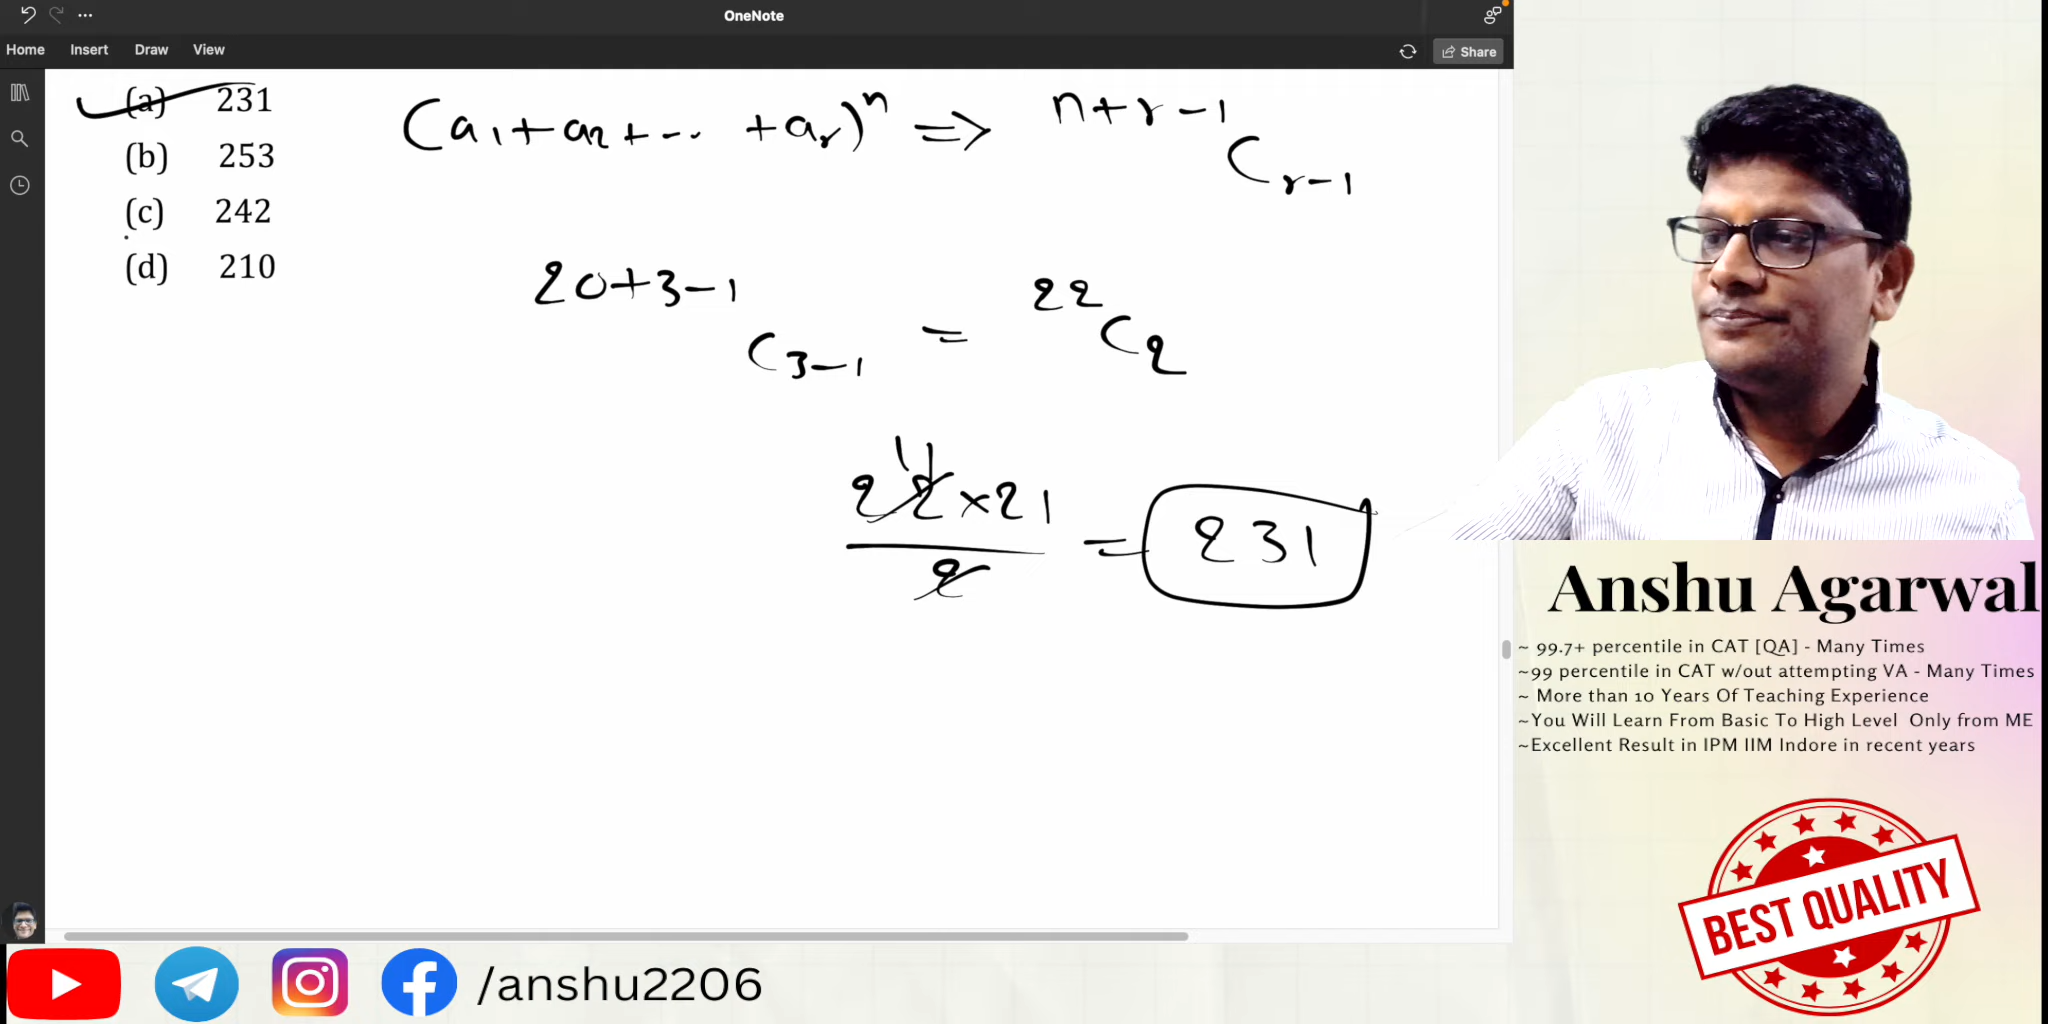 OneNote
Home Insert Draw View
Share
(a) 231
(b) 253
(c) 242
(d) 210
(a₁+a₂+-.. +aᵣ)ⁿ => n+r-1 C r-1
20+3-1 C 3-1 = 22 C 2
11
22×21
2
= 231
Anshu Agarwal
~ 99.7+ percentile in CAT [QA] - Many Times
~99 percentile in CAT w/out attempting VA - Many Times
~ More than 10 Years Of Teaching Experience
~You Will Learn From Basic To High Level Only from ME
~Excellent Result in IPM IIM Indore in recent years
BEST QUALITY
/anshu2206